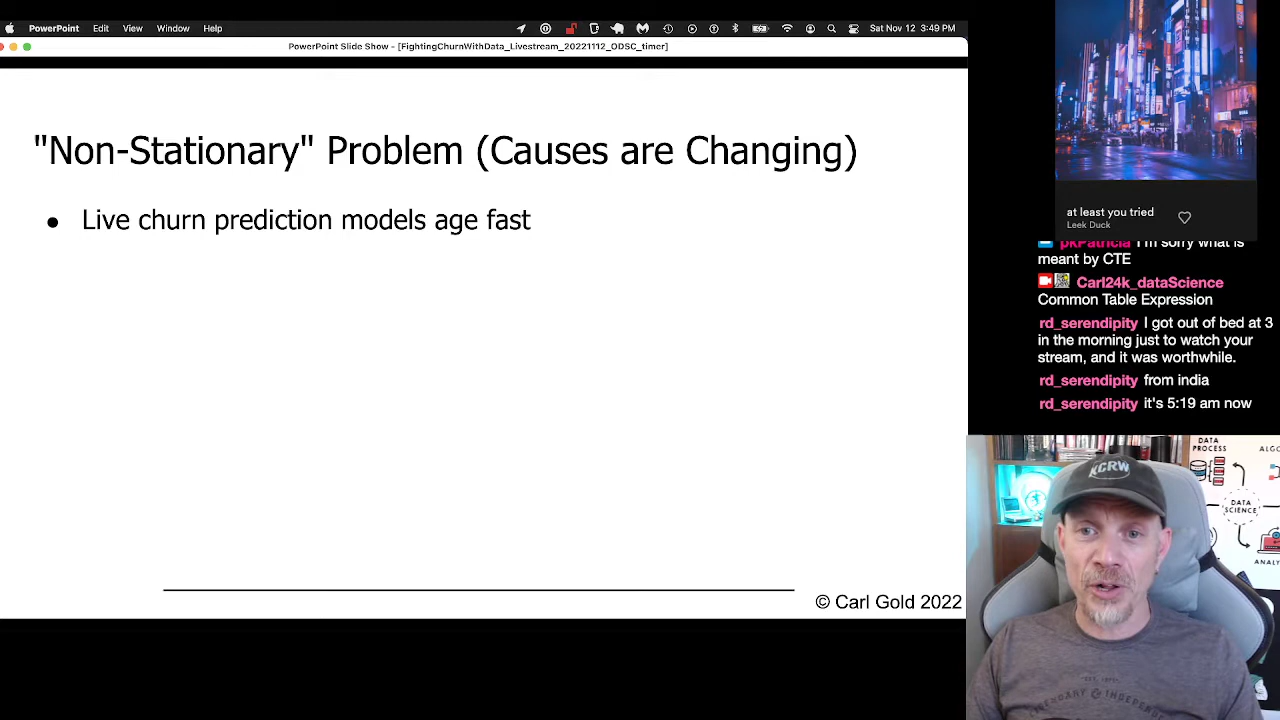 PowerPoint Edit View Window Help Sat Nov 12 3:49 PM
PowerPoint Slide Show - [FightingChurnWithData_Livestream_20221112_ODSC_timer]
"Non-Stationary" Problem (Causes are Changing)
● Live churn prediction models age fast
© Carl Gold 2022
at least you tried
Leek Duck
pkPatricia I'm sorry what is
meant by CTE
Carl24k_dataScience
Common Table Expression
rd_serendipity I got out of bed at 3
in the morning just to watch your
stream, and it was worthwhile.
rd_serendipity from india
rd_serendipity it's 5:19 am now
DATA
PROCESS
DATA
SCIENCE
KCRW